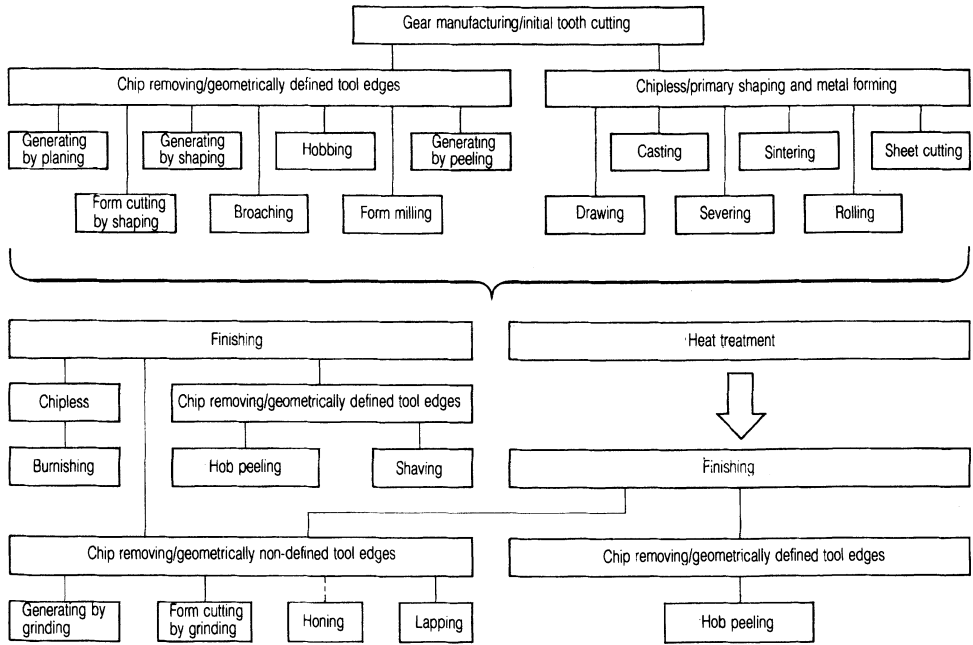 Gear manufacturing/initial tooth cutting
Chip removing/geometrically defined tool edges
Chipless/primary shaping and metal forming
Generating
by planing
Generating
by shaping
Hobbing
Generating
by peeling
Casting
Sintering
Sheet cutting
Form cutting
by shaping
Broaching
Form milling
Drawing
Severing
Rolling
Finishing
Heat treatment
Chipless
Chip removing/geometrically defined tool edges
Burnishing
Hob peeling
Shaving
Finishing
Chip removing/geometrically non-defined tool edges
Chip removing/geometrically defined tool edges
Generating by
grinding
Form cutting
by grinding
Honing
Lapping
Hob peeling